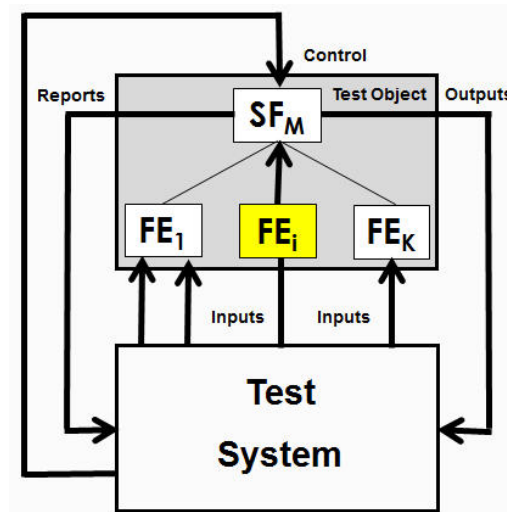 Control
Reports
Test Object
Outputs
SF_M
FE_1
FE_i
FE_K
Inputs
Inputs
Test
System